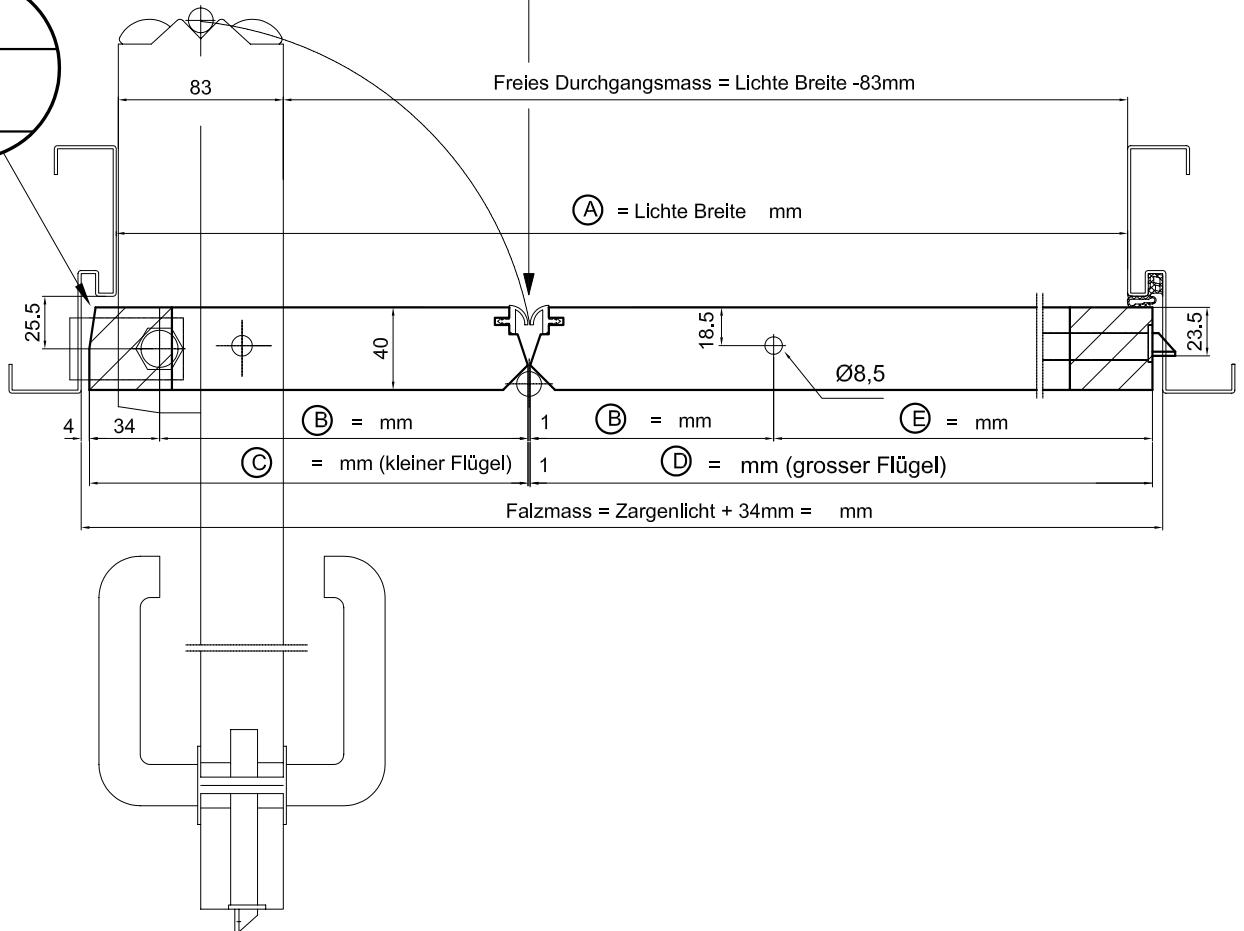 83
Freies Durchgangsmass = Lichte Breite -83mm
A = Lichte Breite mm
25.5
40
18.5
23.5
Ø8,5
4
34
B = mm
1
B = mm
E = mm
C = mm (kleiner Flügel)
1
D = mm (grosser Flügel)
Falzmass = Zargenlicht + 34mm = mm